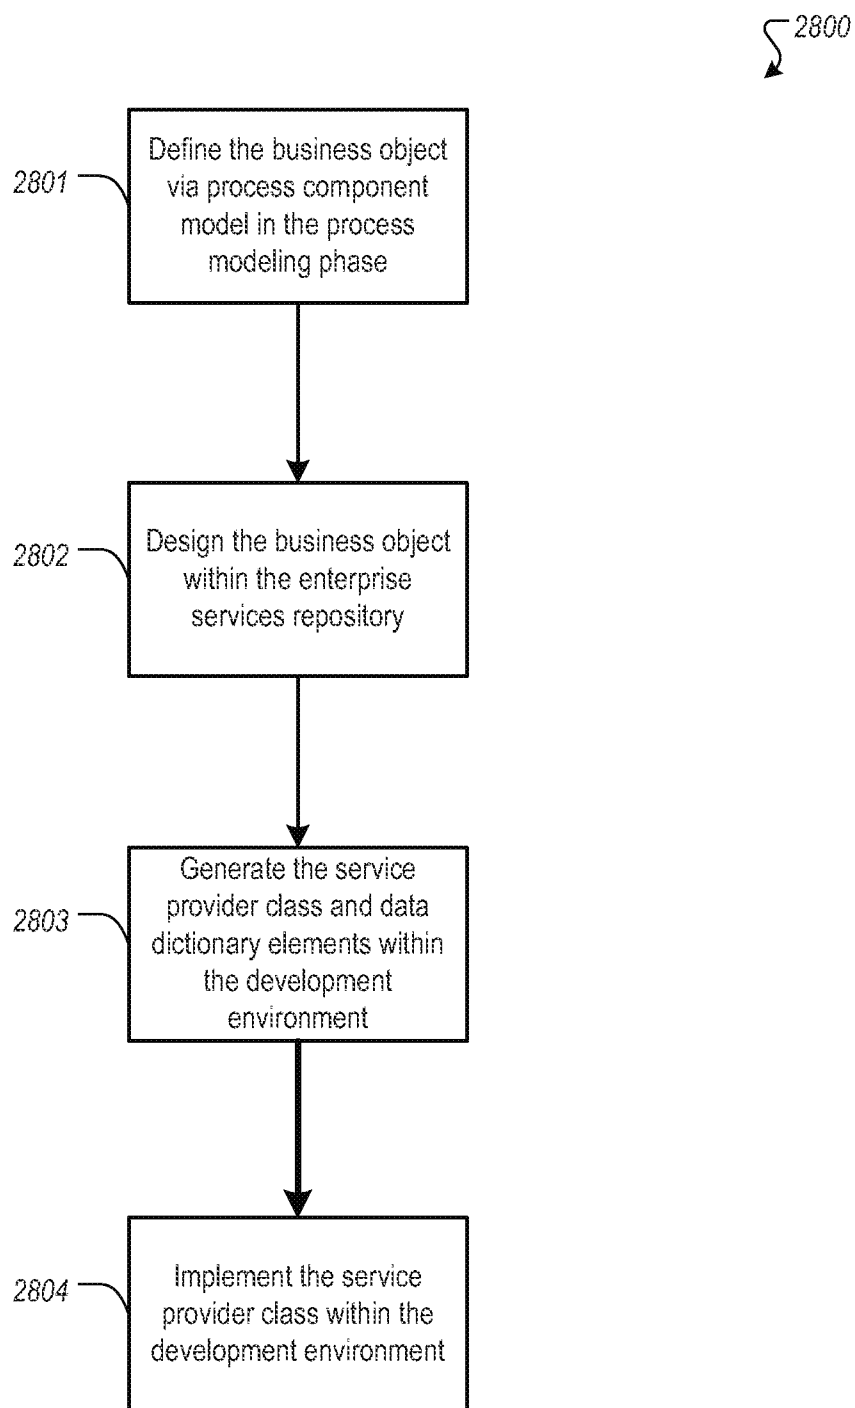 2800
2801
Define the business object
via process component
model in the process
modeling phase
2802
Design the business object
within the enterprise
services repository
2803
Generate the service
provider class and data
dictionary elements within
the development
environment
2804
Implement the service
provider class within the
development environment